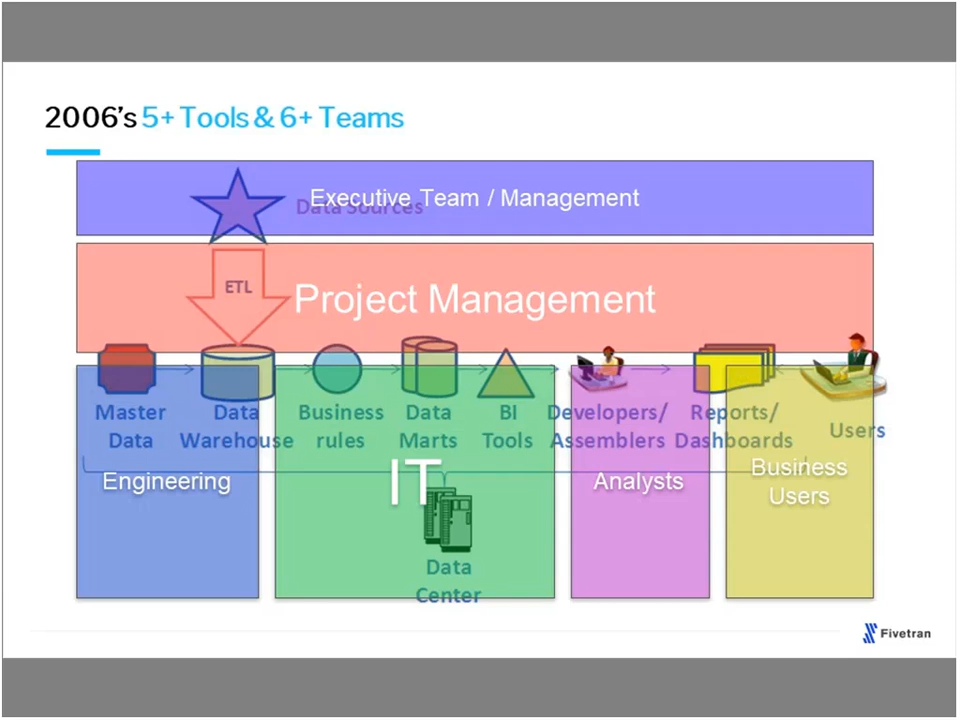 2006's 5+ Tools & 6+ Teams
Executive Team / Management
Data Sources
ETL
Project Management
Master
Data
Data
Warehouse
Business
rules
Data
Marts
BI
Tools
Developers/
Assemblers
Reports/
Dashboards
Users
Engineering
IT
Analysts
Business
Users
Data
Center
Fivetran